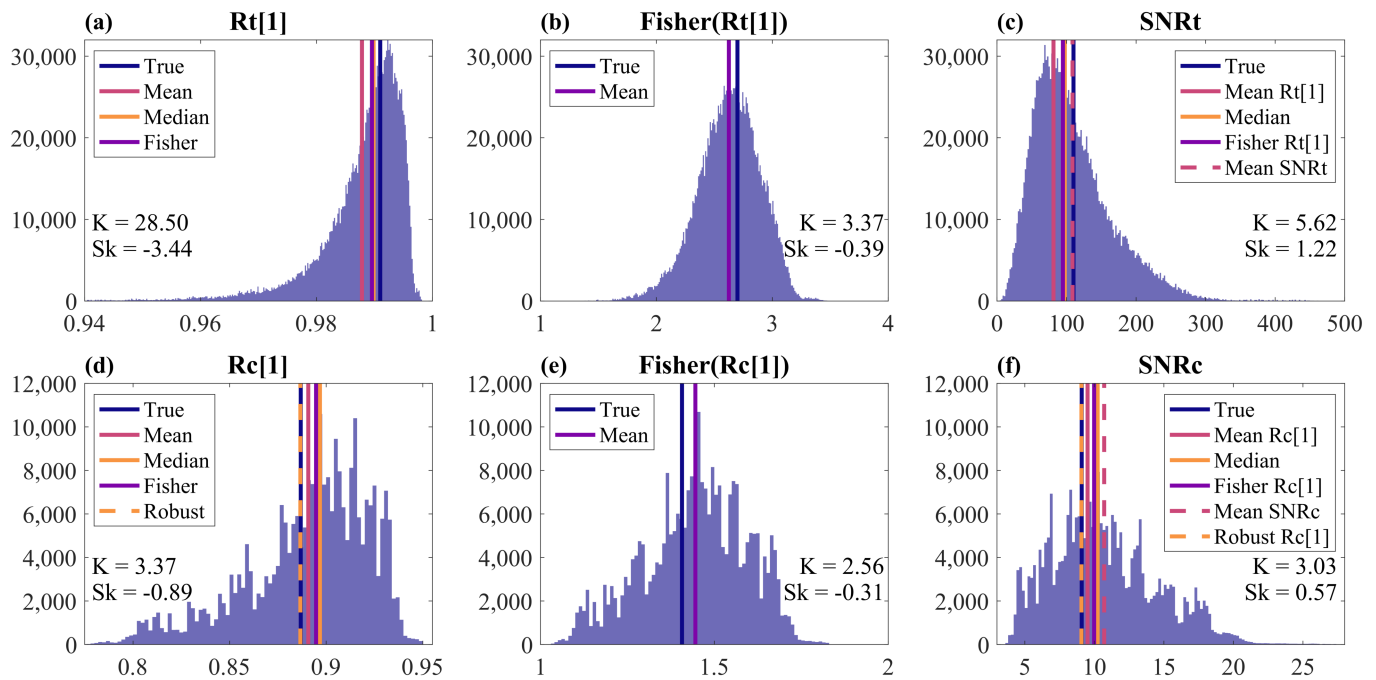 (a) Rt[1]
30,000
20,000
10,000
0
0.94 0.96 0.98 1
True
Mean
Median
Fisher
K = 28.50
Sk = -3.44
(b) Fisher(Rt[1])
30,000
20,000
10,000
0
1 2 3 4
True
Mean
K = 3.37
Sk = -0.39
(c) SNRt
30,000
20,000
10,000
0
0 100 200 300 400 500
True
Mean Rt[1]
Median
Fisher Rt[1]
Mean SNRt
K = 5.62
Sk = 1.22
(d) Rc[1]
12,000
10,000
8,000
6,000
4,000
2,000
0
0.8 0.85 0.9 0.95
True
Mean
Median
Fisher
Robust
K = 3.37
Sk = -0.89
(e) Fisher(Rc[1])
12,000
10,000
8,000
6,000
4,000
2,000
0
1 1.5 2
True
Mean
K = 2.56
Sk = -0.31
(f) SNRc
12,000
10,000
8,000
6,000
4,000
2,000
0
5 10 15 20 25
True
Mean Rc[1]
Median
Fisher Rc[1]
Mean SNRc
Robust Rc[1]
K = 3.03
Sk = 0.57